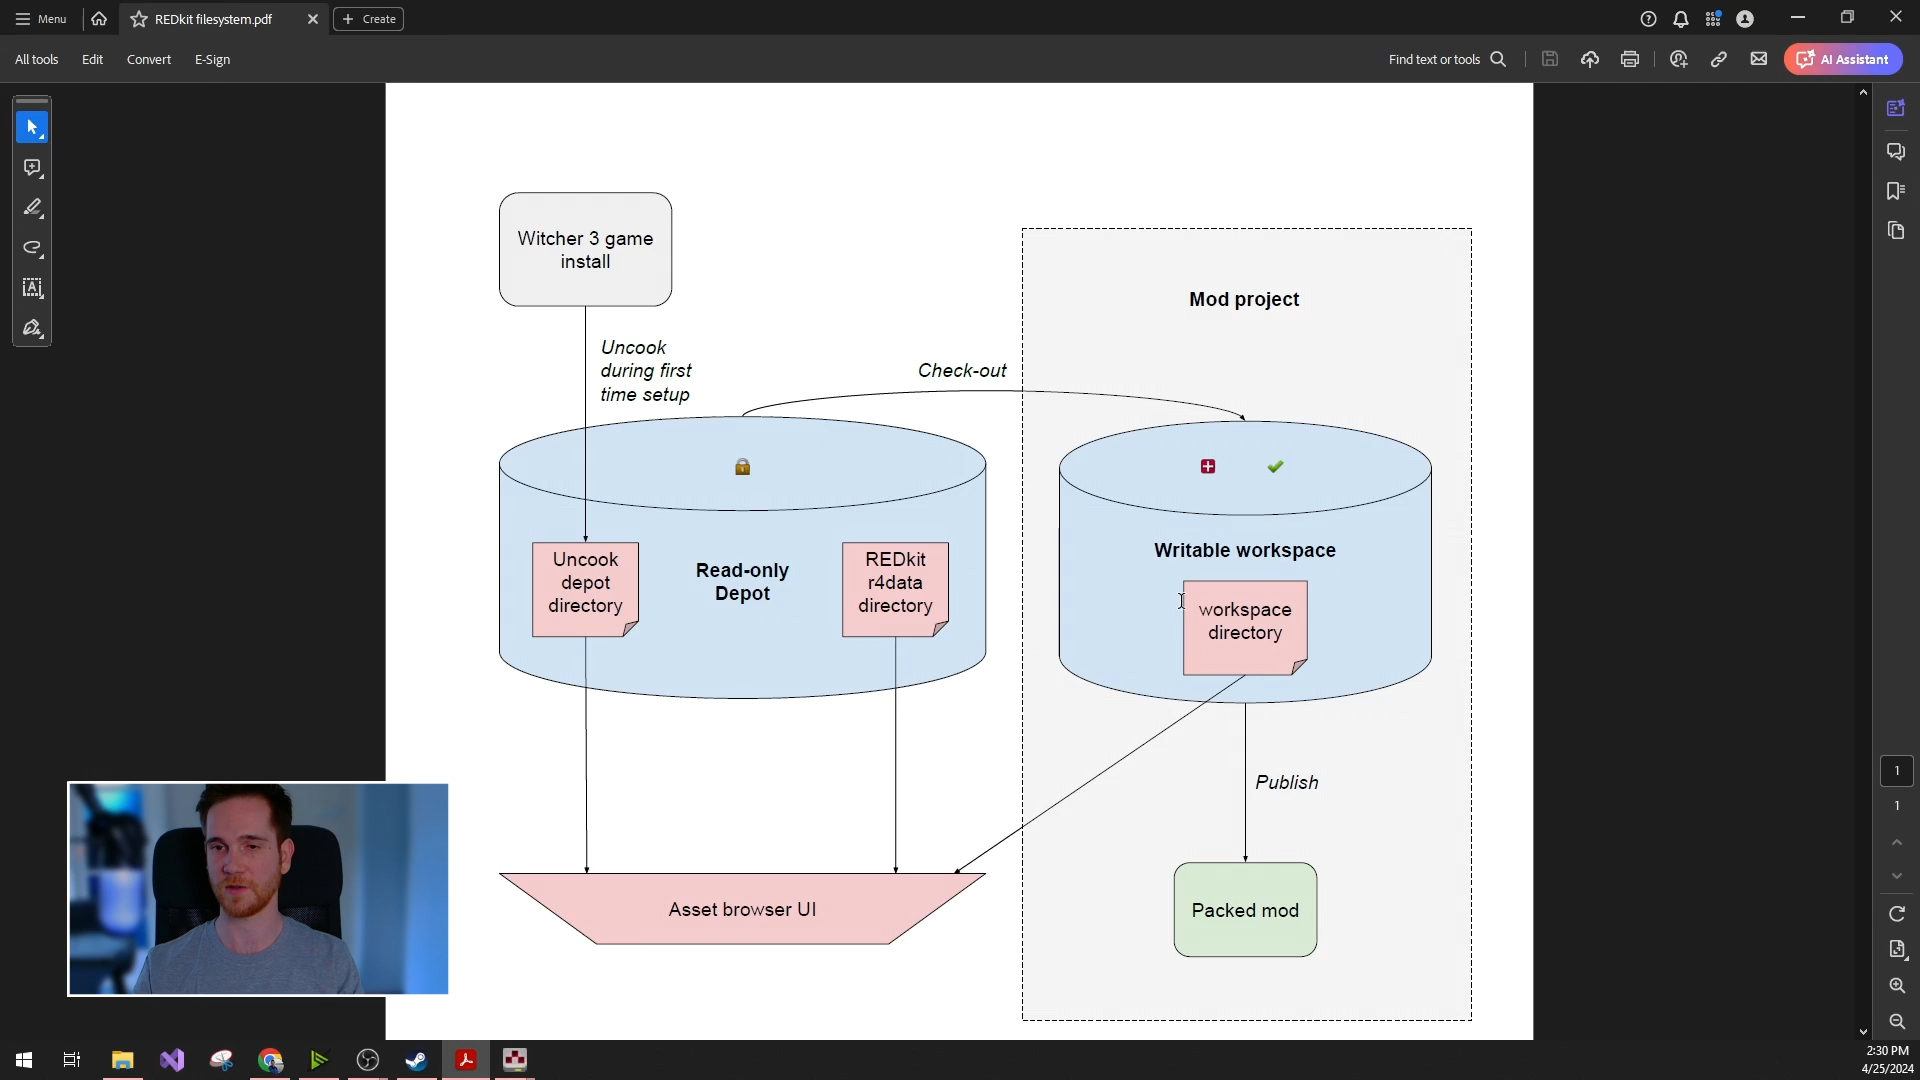 Menu
REDkit filesystem.pdf
Create
All tools
Edit
Convert
E-Sign
Find text or tools
AI Assistant
Witcher 3 game
install
Mod project
Uncook
during first
time setup
Check-out
Uncook
depot
directory
Read-only
Depot
REDkit
r4data
directory
Writable workspace
workspace
directory
Publish
Asset browser UI
Packed mod
1
1
2:30 PM
4/25/2024